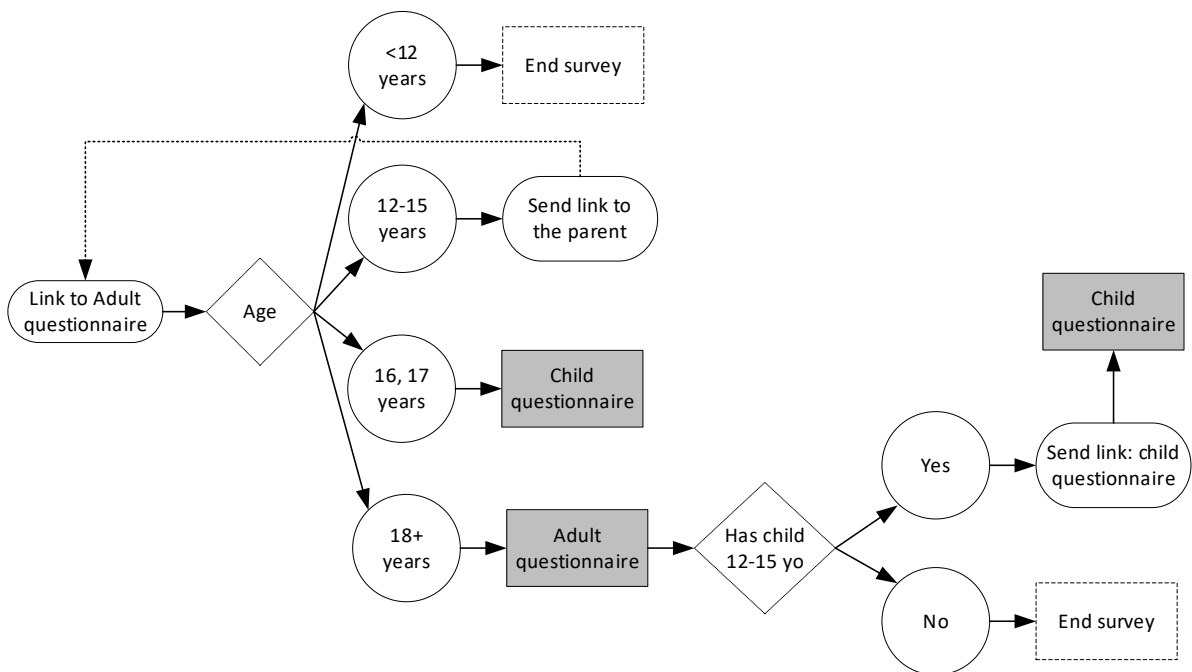 <12
years
End survey
12-15
years
Send link to
the parent
Link to Adult
questionnaire
Age
16, 17
years
Child
questionnaire
18+
years
Adult
questionnaire
Has child
12-15 yo
Yes
Send link: child
questionnaire
Child
questionnaire
No
End survey